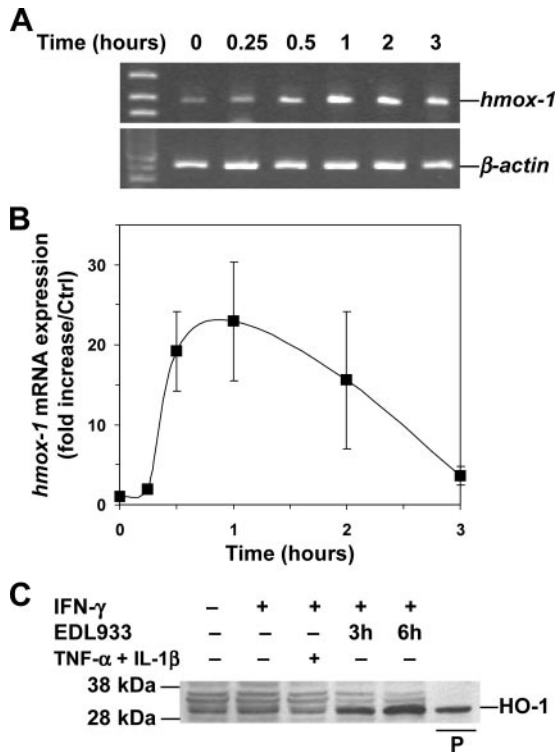 A
Time (hours) 0 0.25 0.5 1 2 3
hmox-1
β-actin
B
hmox-1 mRNA expression
(fold increase/Ctrl)
30
20
10
0
0 1 2 3
Time (hours)
C
IFN-γ – + + + +
EDL933 – – – 3h 6h
TNF-α + IL-1β – – + – –
38 kDa
28 kDa
HO-1
P